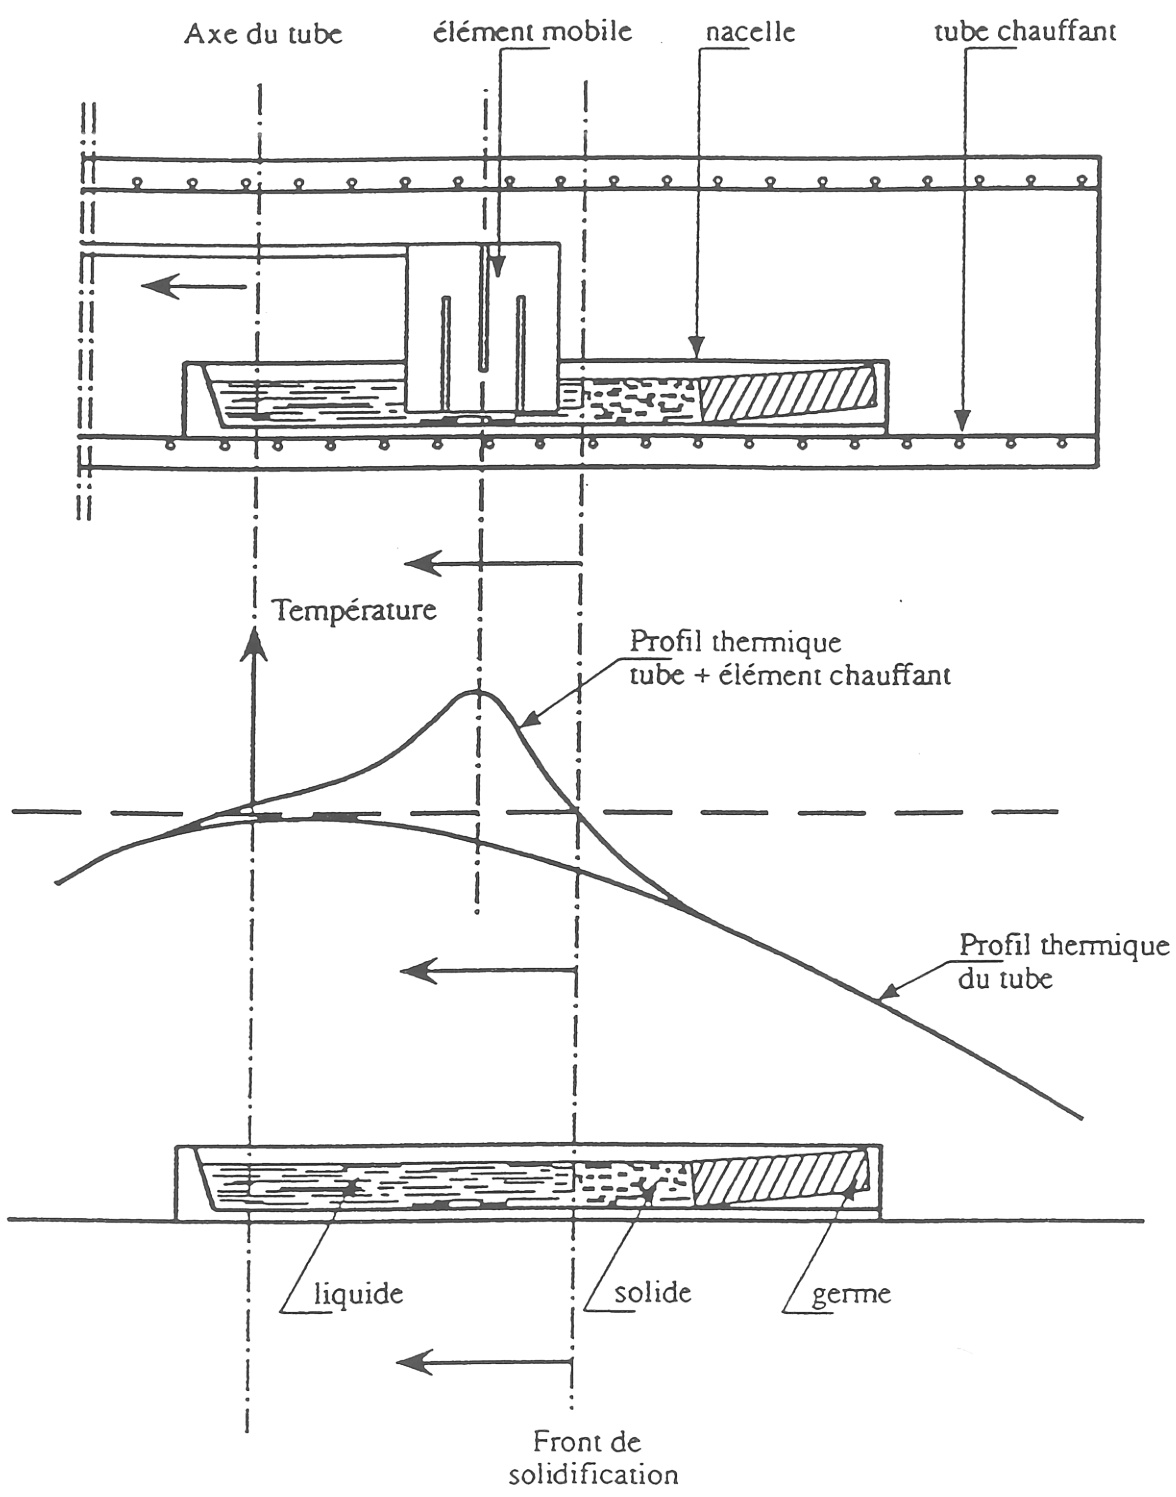 Axe du tube
élément mobile
nacelle
tube chauffant
Température
Profil thermique
tube + élément chauffant
Profil thermique
du tube
liquide
solide
germe
Front de
solidification